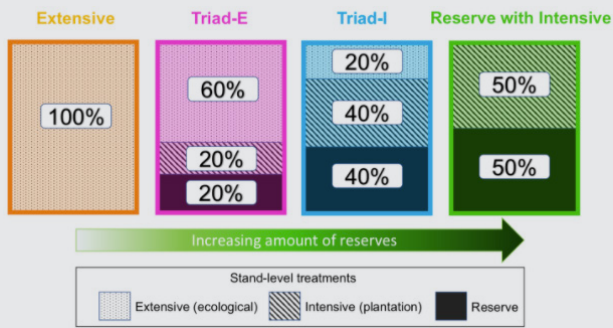 Extensive
Triad-E
Triad-I
Reserve with Intensive
100%
60%
20%
20%
20%
40%
40%
50%
50%
Increasing amount of reserves
Stand-level treatments
Extensive (ecological)
Intensive (plantation)
Reserve